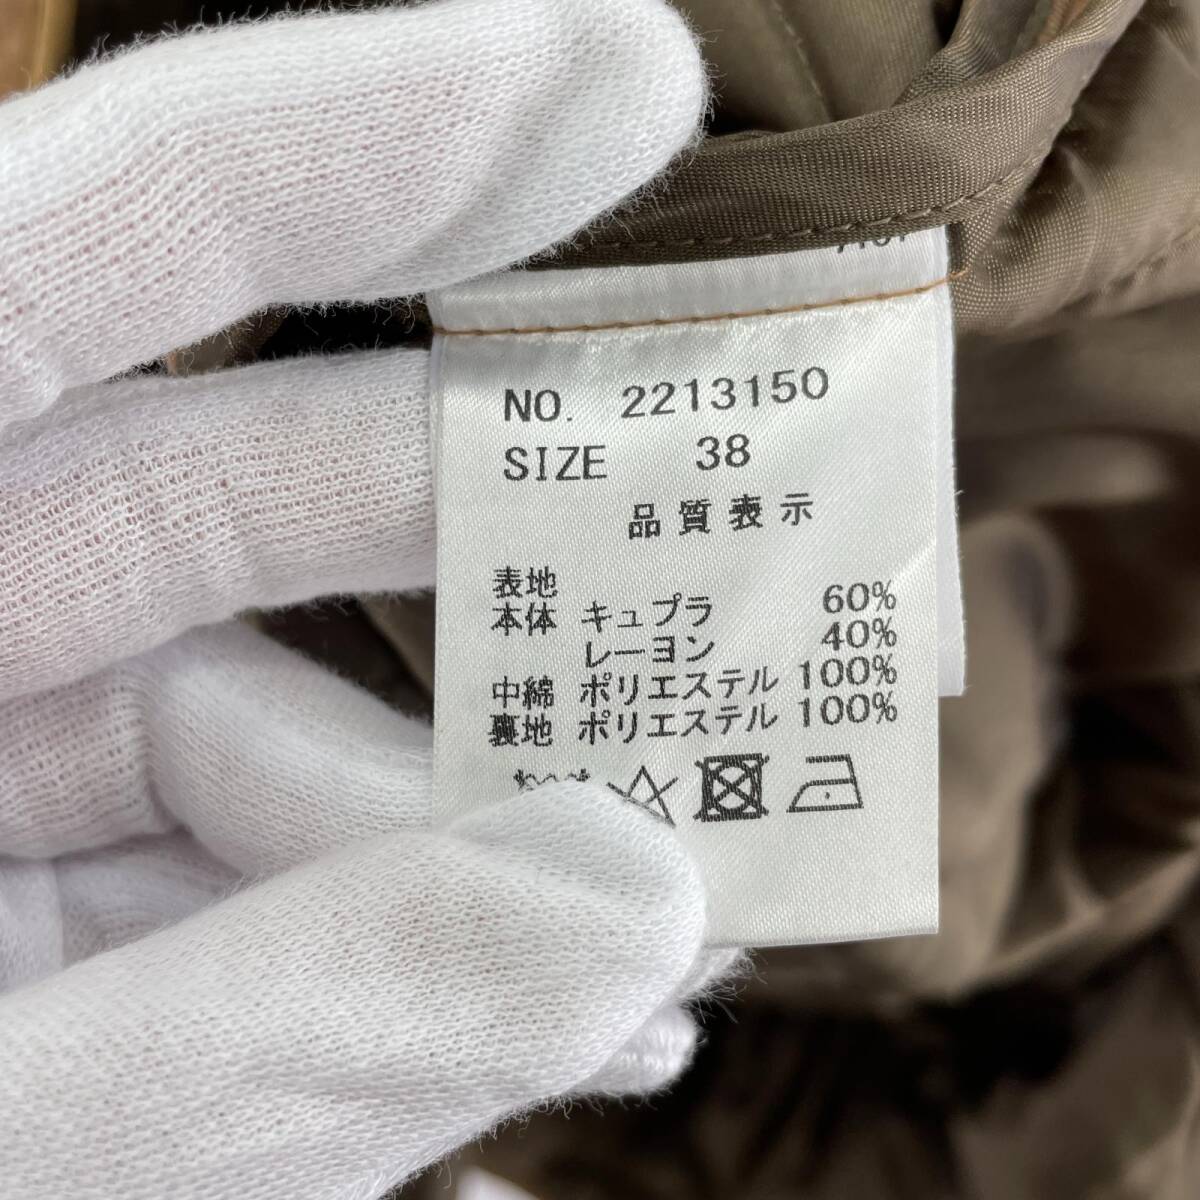 NO. 2213150
SIZE 38
品質表示
表地
本体 キュプラ 60%
レーヨン 40%
中綿 ポリエステル 100%
裏地 ポリエステル 100%